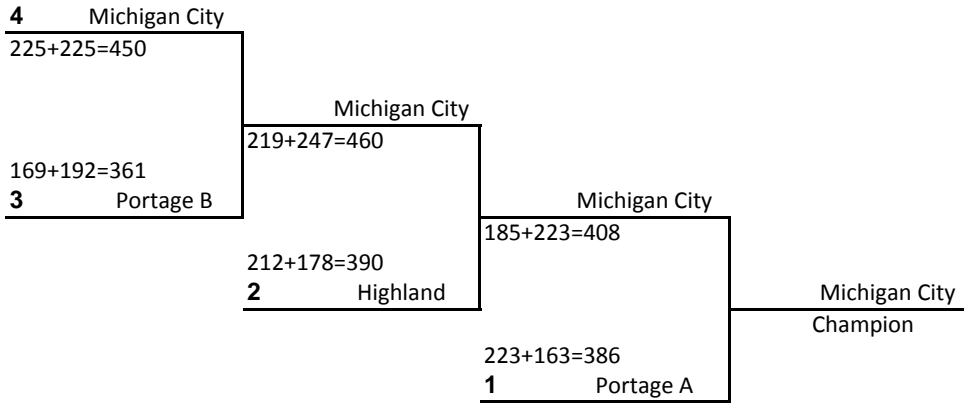 4 Michigan City
225+225=450
Michigan City
219+247=460
169+192=361
3 Portage B
Michigan City
185+223=408
212+178=390
2 Highland
Michigan City
Champion
223+163=386
1 Portage A